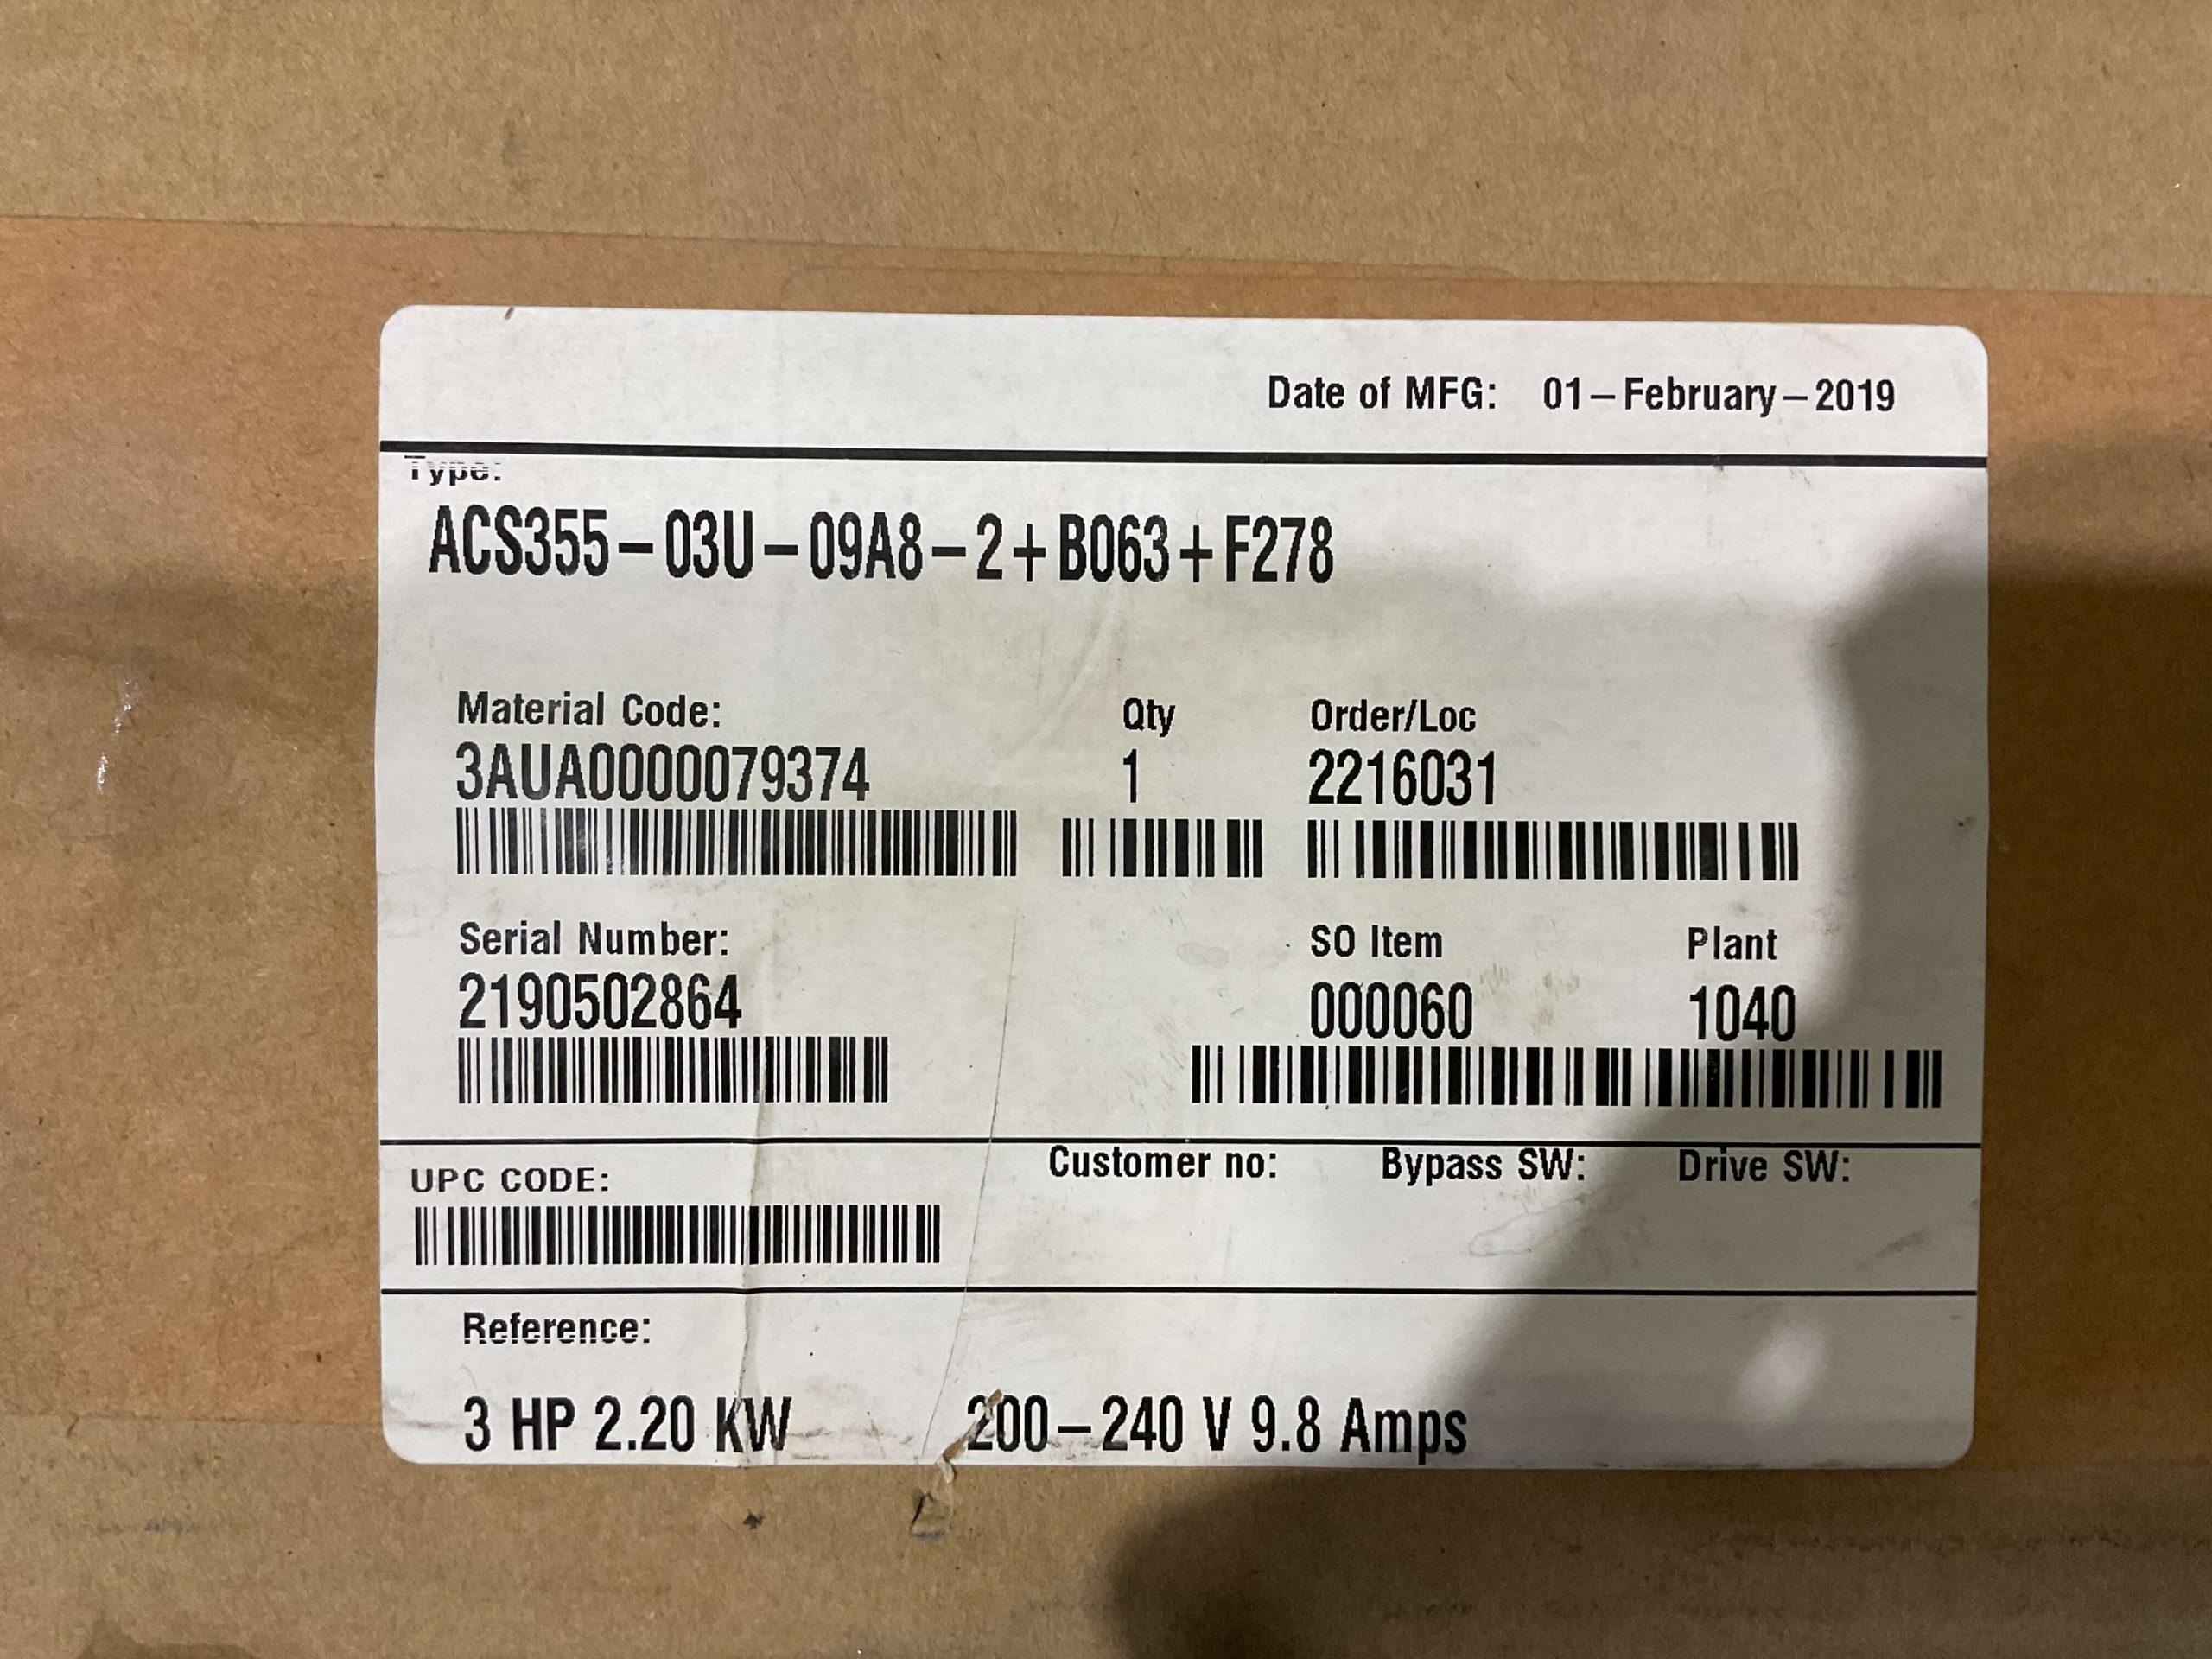 Date of MFG: 01-February-2019
Type:
ACS355-03U-09A8-2+B063+F278
Material Code: Qty Order/Loc
3AUA0000079374 1 2216031
Serial Number: SO Item Plant
2190502864 000060 1040
UPC CODE: Customer no: Bypass SW: Drive SW:
Reference:
3 HP 2.20 KW 200-240 V 9.8 Amps